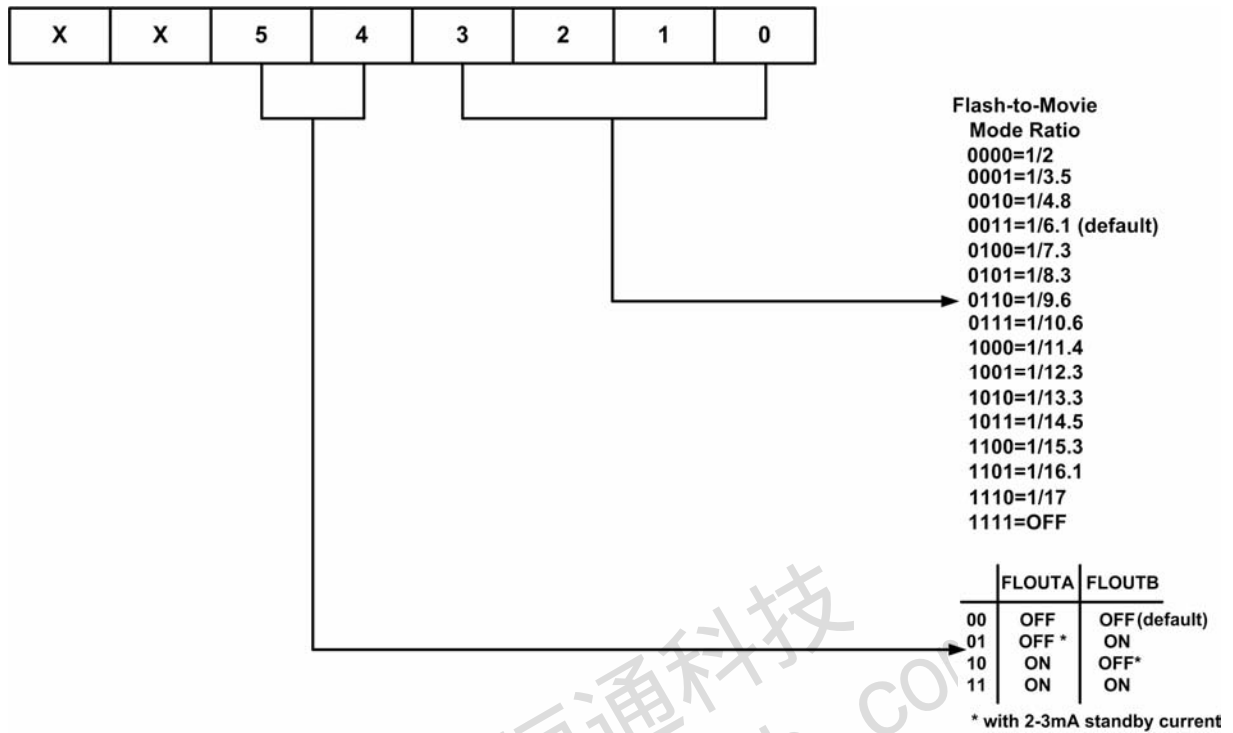 X X 5 4 3 2 1 0
Flash-to-Movie
Mode Ratio
0000=1/2
0001=1/3.5
0010=1/4.8
0011=1/6.1 (default)
0100=1/7.3
0101=1/8.3
0110=1/9.6
0111=1/10.6
1000=1/11.4
1001=1/12.3
1010=1/13.3
1011=1/14.5
1100=1/15.3
1101=1/16.1
1110=1/17
1111=OFF
FLOUTA FLOUTB
00 OFF OFF(default)
01 OFF * ON
10 ON OFF*
11 ON ON
* with 2-3mA standby current
通科技